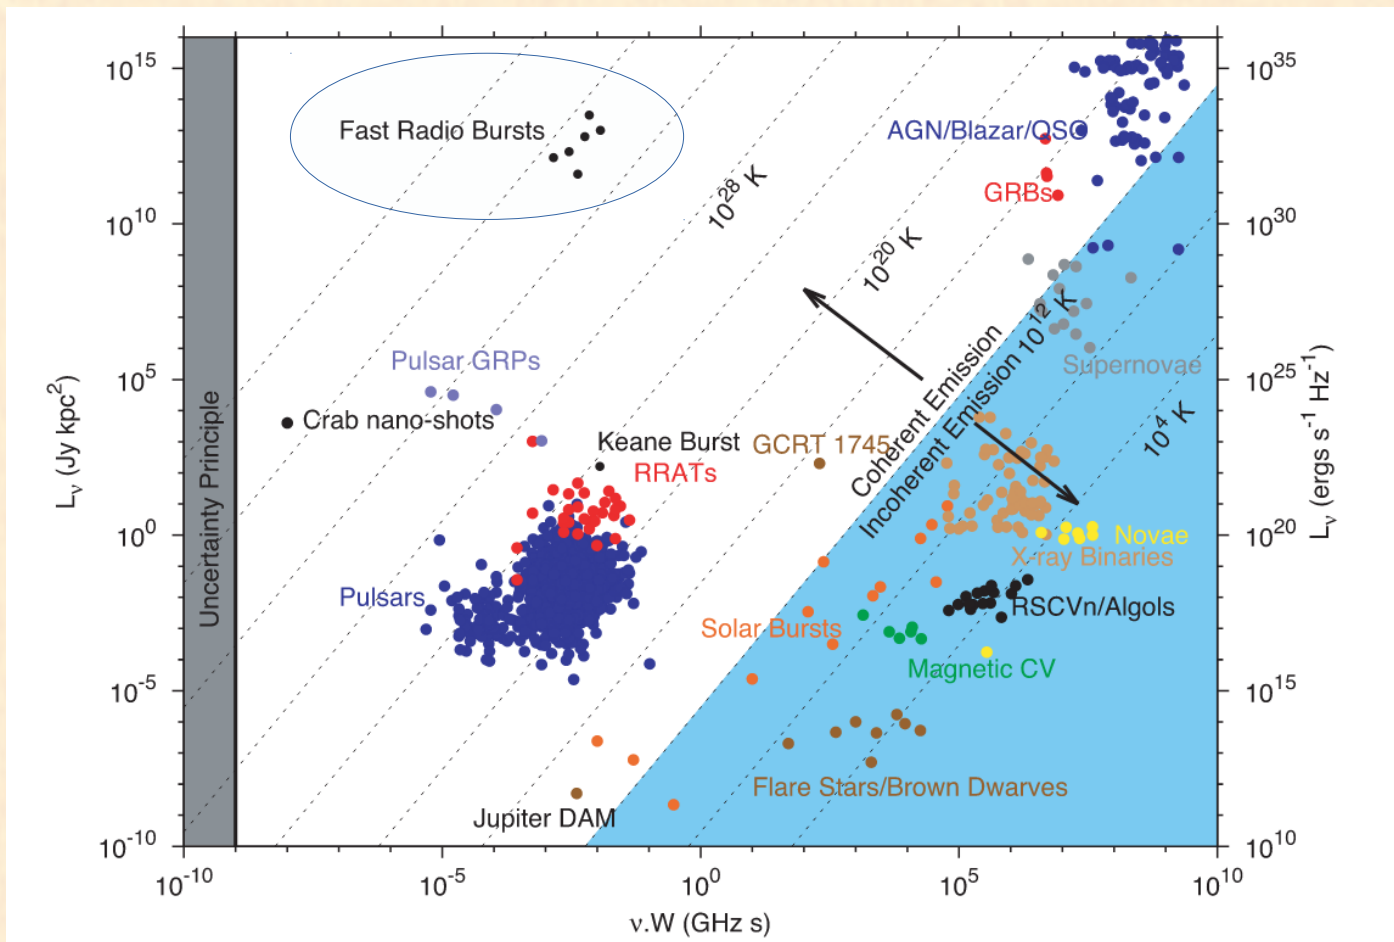 10^15
10^10
10^5
10^0
10^-5
10^-10
L_ν (Jy kpc^2)
Uncertainty Principle
Fast Radio Bursts
10^28 K
10^20 K
AGN/Blazar/QSO
GRBs
Pulsar GRPs
Crab nano-shots
Keane Burst
RRATs
GCRT 1745
Coherent Emission
Incoherent Emission 10^12 K
Supernovae
10^4 K
Novae
X-ray Binaries
RSCVn/Algols
Pulsars
Solar Bursts
Magnetic CV
Flare Stars/Brown Dwarves
Jupiter DAM
10^35
10^30
10^25
10^20
10^15
10^10
L_ν (ergs s^-1 Hz^-1)
10^-10
10^-5
10^0
10^5
10^10
ν.W (GHz s)